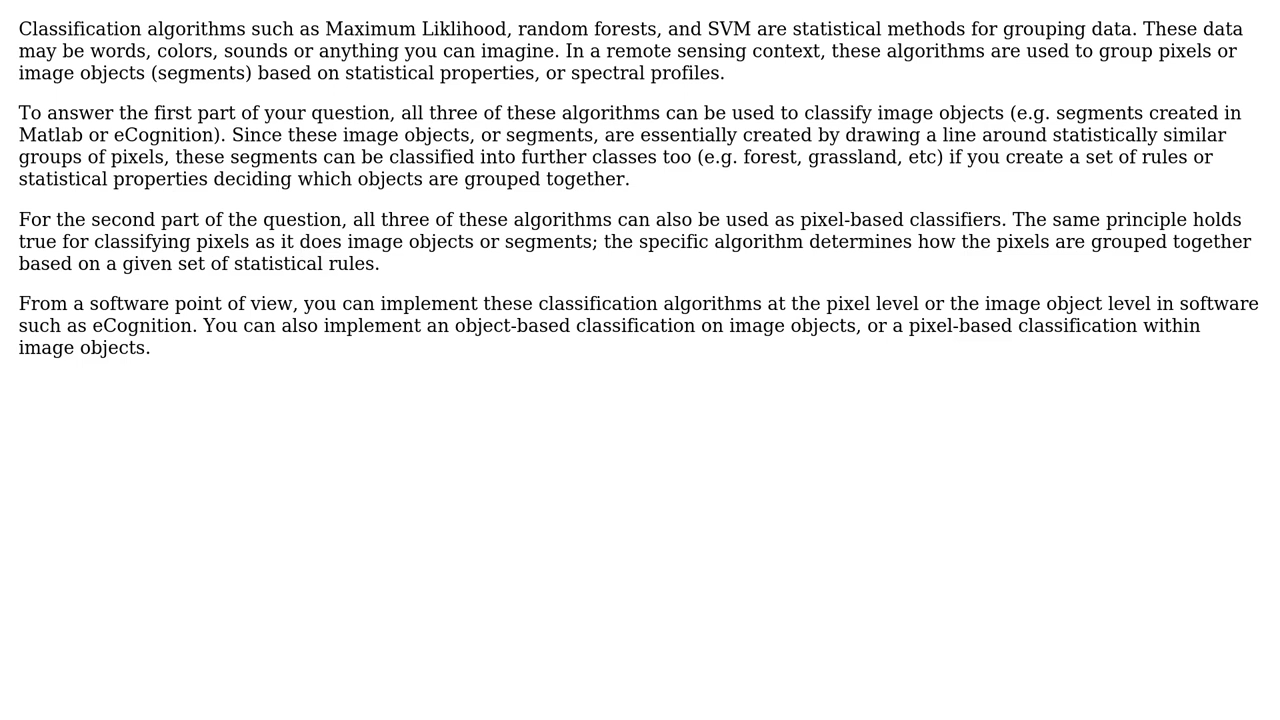 Classification algorithms such as Maximum Liklihood, random forests, and SVM are statistical methods for grouping data. These data
may be words, colors, sounds or anything you can imagine. In a remote sensing context, these algorithms are used to group pixels or
image objects (segments) based on statistical properties, or spectral profiles.
To answer the first part of your question, all three of these algorithms can be used to classify image objects (e.g. segments created in
Matlab or eCognition). Since these image objects, or segments, are essentially created by drawing a line around statistically similar
groups of pixels, these segments can be classified into further classes too (e.g. forest, grassland, etc) if you create a set of rules or
statistical properties deciding which objects are grouped together.
For the second part of the question, all three of these algorithms can also be used as pixel-based classifiers. The same principle holds
true for classifying pixels as it does image objects or segments; the specific algorithm determines how the pixels are grouped together
based on a given set of statistical rules.
From a software point of view, you can implement these classification algorithms at the pixel level or the image object level in software
such as eCognition. You can also implement an object-based classification on image objects, or a pixel-based classification within
image objects.